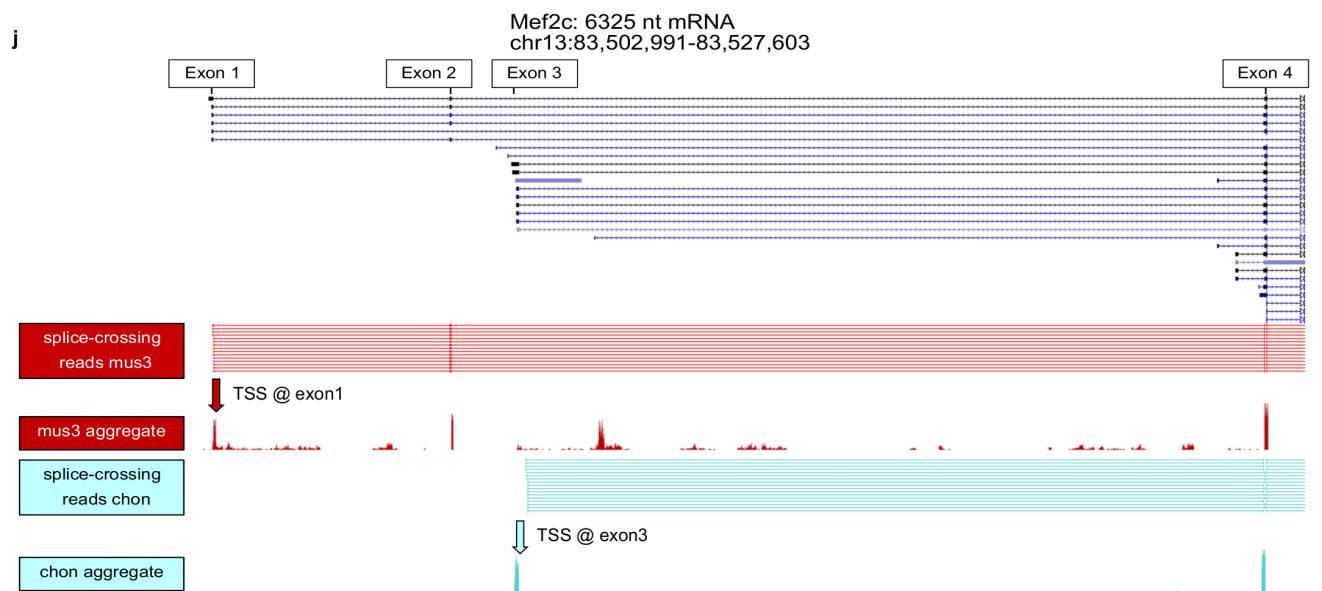 j
Mef2c: 6325 nt mRNA
chr13:83,502,991-83,527,603
Exon 1
Exon 2
Exon 3
Exon 4
splice-crossing
reads mus3
TSS @ exon1
mus3 aggregate
splice-crossing
reads chon
TSS @ exon3
chon aggregate